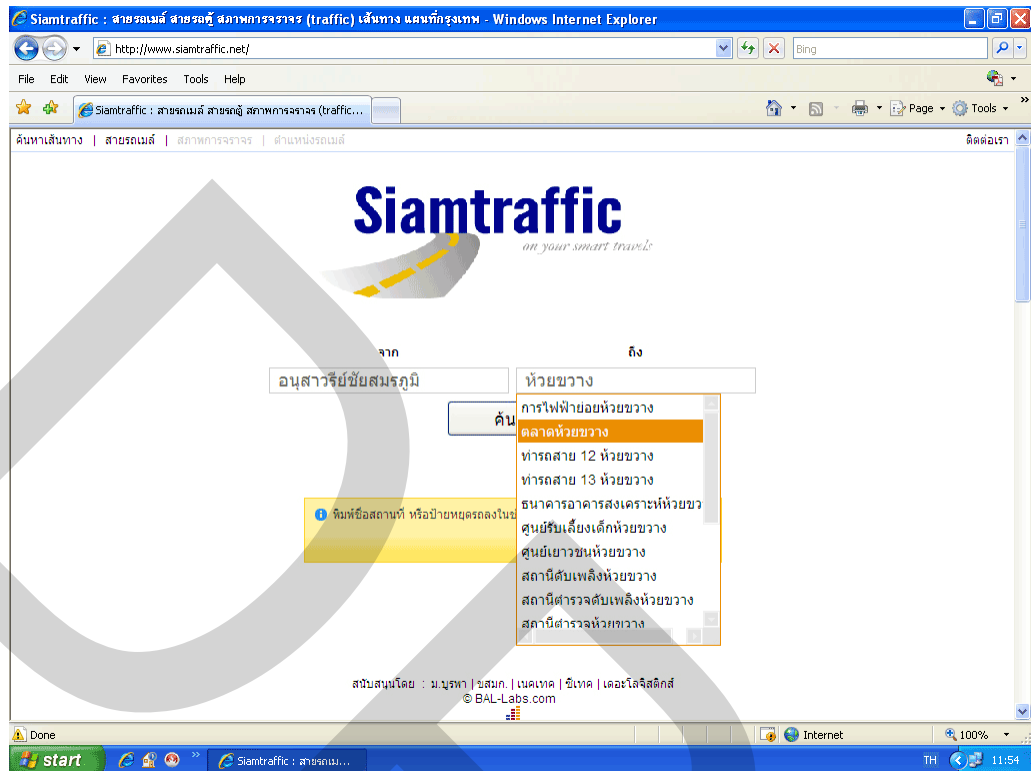 Siamtraffic : สายรถเมล์ สายรถตู้ สภาพการจราจร (traffic) เส้นทาง แผนที่กรุงเทพ - Windows Internet Explorer
http://www.siamtraffic.net/
Bing
File Edit View Favorites Tools Help
Siamtraffic : สายรถเมล์ สายรถตู้ สภาพการจราจร (traffic...
Page Tools »
ค้นหาเส้นทาง | สายรถเมล์ | สภาพการจราจร | ตำแหน่งรถเมล์ ติดต่อเรา
Siamtraffic
on your smart travels
จาก ถึง
อนุสาวรีย์ชัยสมรภูมิ ห้วยขวาง
ค้น
การไฟฟ้าย่อยห้วยขวาง
ตลาดห้วยขวาง
ท่ารถสาย 12 ห้วยขวาง
ท่ารถสาย 13 ห้วยขวาง
ธนาคารอาคารสงเคราะห์ห้วยขว
พิมพ์ชื่อสถานที่ หรือป้ายหยุดรถลงในช
ศูนย์รับเลี้ยงเด็กห้วยขวาง
ศูนย์เยาวชนห้วยขวาง
สถานีดับเพลิงห้วยขวาง
สถานีตำรวจดับเพลิงห้วยขวาง
สถานีตำรวจห้วยขวาง
สนับสนุนโดย : ม.บูรพา | ขสมก. | เนคเทค | ซิเทค | เดอะโลจิสติกส์
© BAL-Labs.com
Done Internet 100%
start » Siamtraffic : สายรถเม... TH 11:54